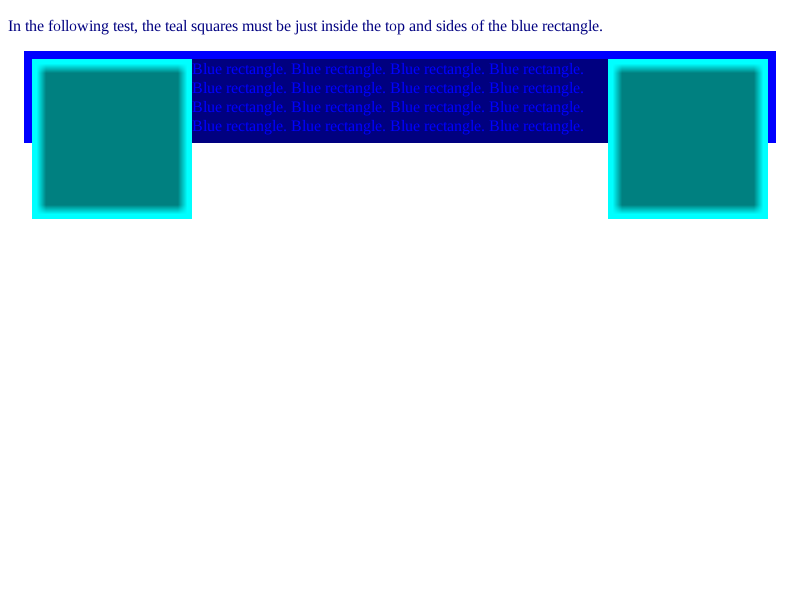 In the following test, the teal squares must be just inside the top and sides of the blue rectangle.
Blue rectangle. Blue rectangle. Blue rectangle. Blue rectangle.
Blue rectangle. Blue rectangle. Blue rectangle. Blue rectangle.
Blue rectangle. Blue rectangle. Blue rectangle. Blue rectangle.
Blue rectangle. Blue rectangle. Blue rectangle. Blue rectangle.